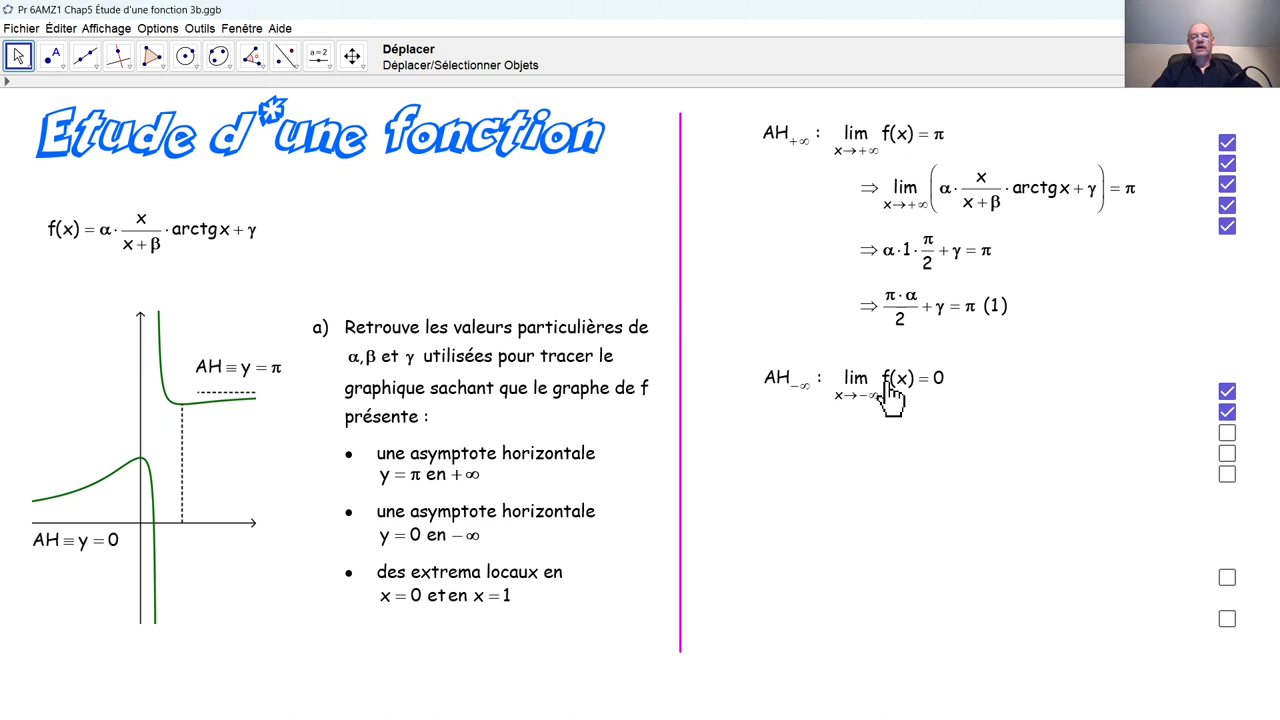 Pr 6AMZ1 Chap5 Étude d'une fonction 3b.ggb
Fichier Éditer Affichage Options Outils Fenêtre Aide
A
a=2
Déplacer
Déplacer/Sélectionner Objets
Etude d'une fonction
f(x) = α · x/(x+β) · arctg x + γ
AH ≡ y = π
AH ≡ y = 0
a) Retrouve les valeurs particulières de
α, β et γ utilisées pour tracer le
graphique sachant que le graphe de f
présente :
• une asymptote horizontale
y = π en +∞
• une asymptote horizontale
y = 0 en −∞
• des extrema locaux en
x = 0 et en x = 1
AH+∞ : lim x→+∞ f(x) = π
⇒ lim x→+∞ (α · x/(x+β) · arctg x + γ) = π
⇒ α · 1 · π/2 + γ = π
⇒ π·α/2 + γ = π (1)
AH−∞ : lim x→−∞ f(x) = 0